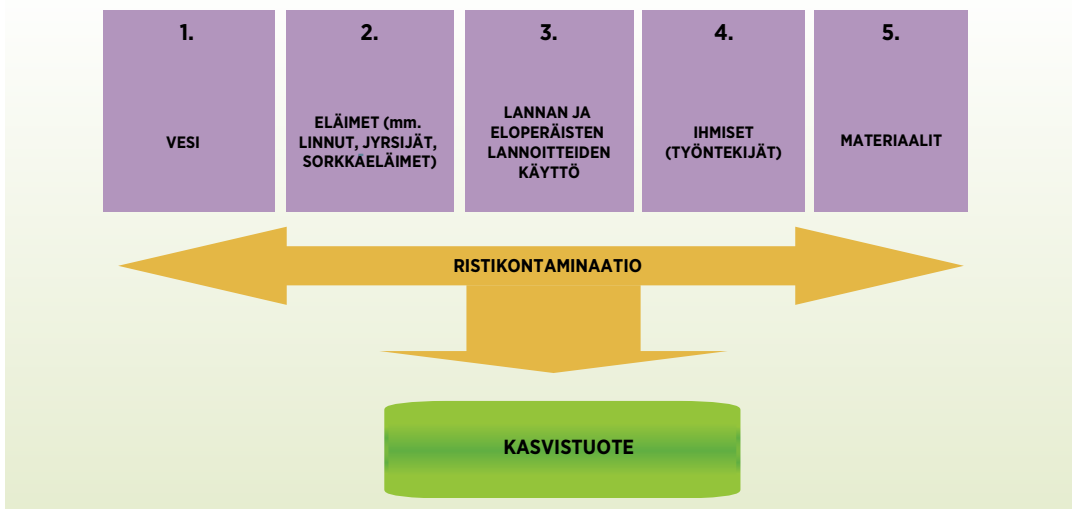 1.
VESI
2.
ELÄIMET (mm.
LINNUT, JYRSIJÄT,
SORKKAELÄIMET)
3.
LANNAN JA
ELOPERÄISTEN
LANNOITTEIDEN
KÄYTTÖ
4.
IHMISET
(TYÖNTEKIJÄT)
5.
MATERIAALIT
RISTIKONTAMINAATIO
KASVISTUOTE